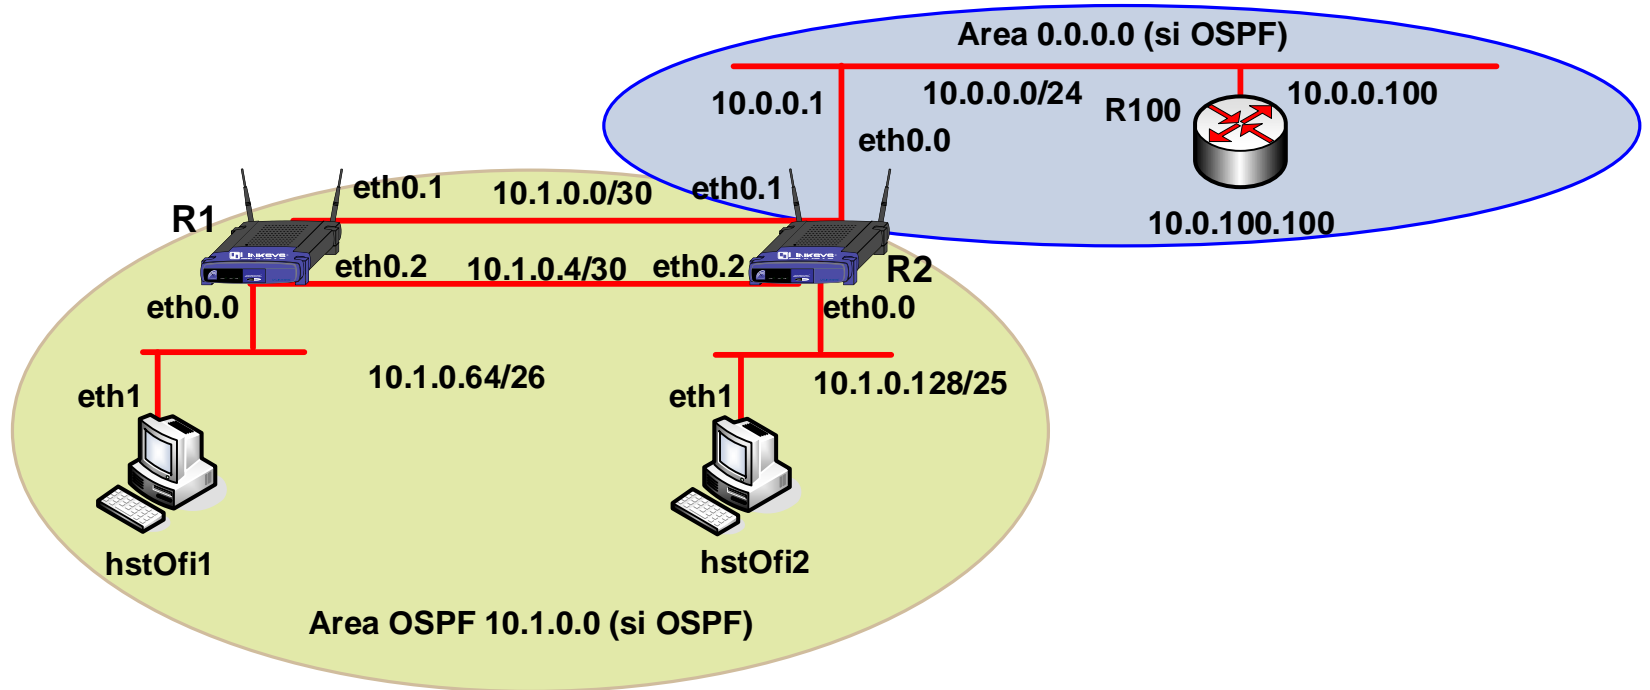 Area 0.0.0.0 (si OSPF)
10.0.0.1
10.0.0.0/24
R100
10.0.0.100
eth0.0
10.0.100.100
R1
eth0.1
10.1.0.0/30
eth0.1
LINKSYS
LINKSYS
eth0.2
10.1.0.4/30
eth0.2
R2
eth0.0
eth0.0
10.1.0.64/26
10.1.0.128/25
eth1
eth1
hstOfi1
hstOfi2
Area OSPF 10.1.0.0 (si OSPF)